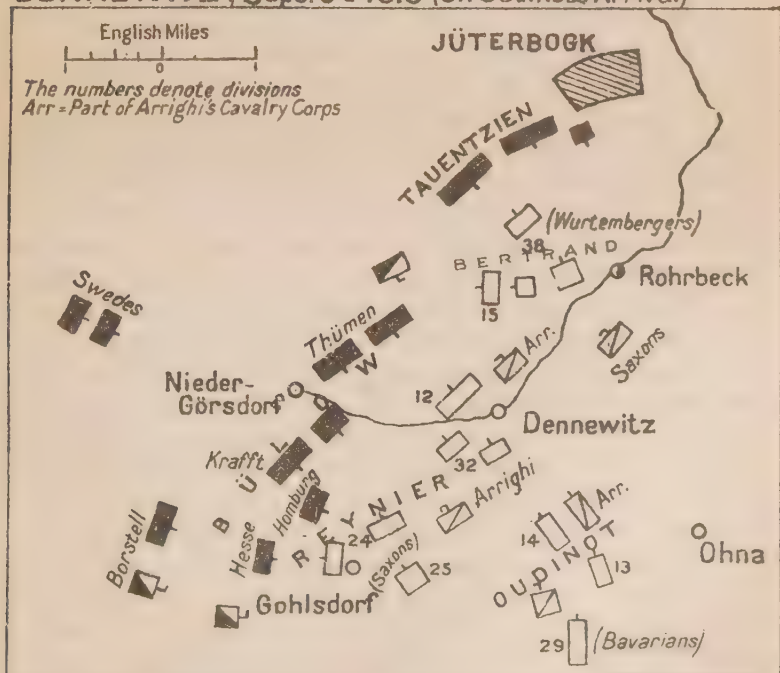 English Miles
0
The numbers denote divisions
Arr = Part of Arrighi's Cavalry Corps
JÜTERBOGK
TAUENTZIEN
(Wurtembergers)
38
BERTRAND
15
Rohrbeck
Swedes
Thümen
Arr.
Saxons
Nieder-
Görsdorf
12
Dennewitz
BÜLOW
Krafft
32
Homburg
REYNIER
Arrighi
Borstell
Hesse
24
(Saxons)
25
Gohlsdorf
Arr.
14
OUDINOT
13
Ohna
29
(Bavarians)